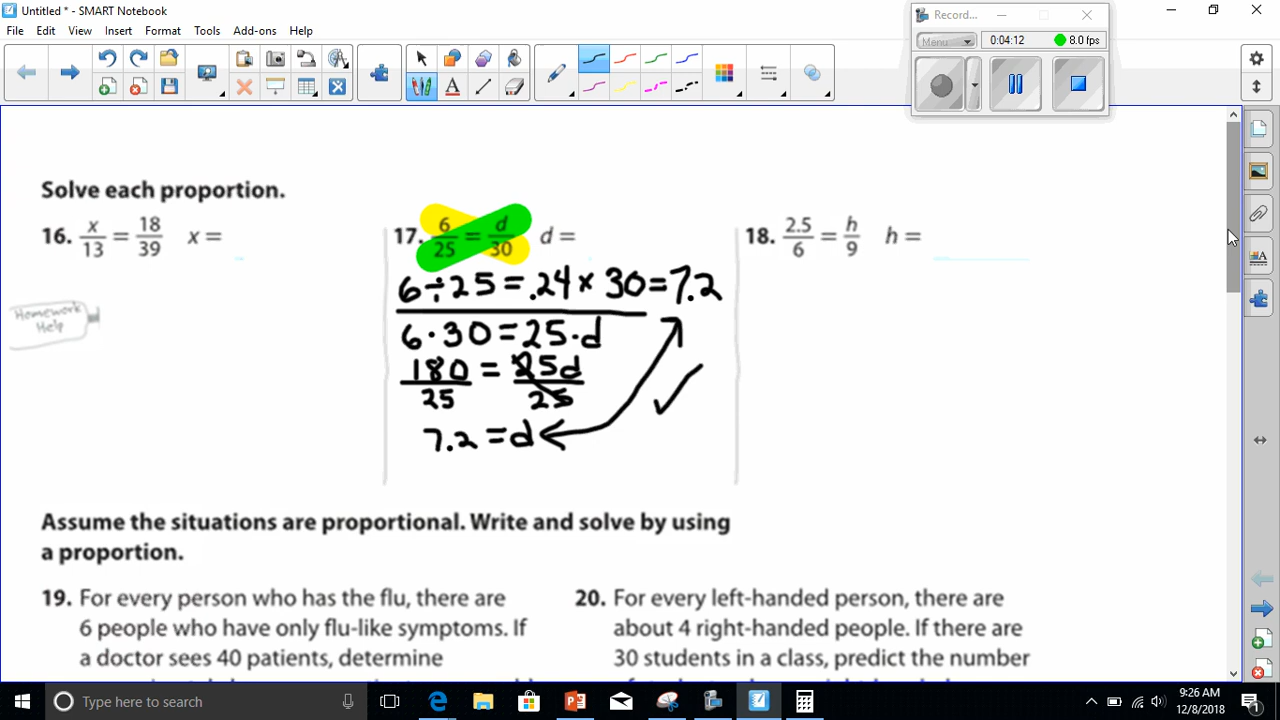 Untitled * - SMART Notebook
File Edit View Insert Format Tools Add-ons Help
Record...
Menu 0:04:12 8.0 fps
Solve each proportion.
16. x/13 = 18/39 x =
17. 6/25 = d/30 d =
18. 2.5/6 = h/9 h =
6÷25 = .24 × 30 = 7.2
6·30 = 25·d
180/25 = 25d/25
7.2 = d
Homework
Help
Assume the situations are proportional. Write and solve by using
a proportion.
19. For every person who has the flu, there are
6 people who have only flu-like symptoms. If
a doctor sees 40 patients, determine
20. For every left-handed person, there are
about 4 right-handed people. If there are
30 students in a class, predict the number
Type here to search
9:26 AM
12/8/2018